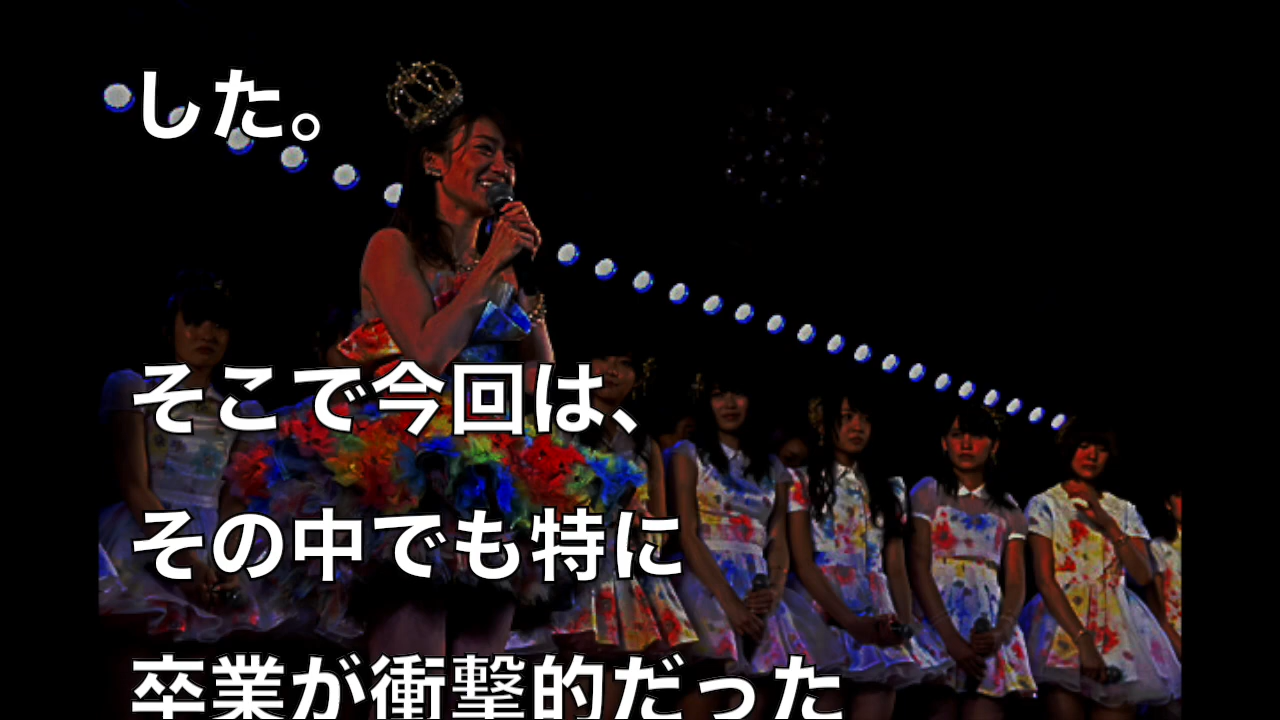 した。
そこで今回は、
その中でも特に
卒業が衝撃的だった